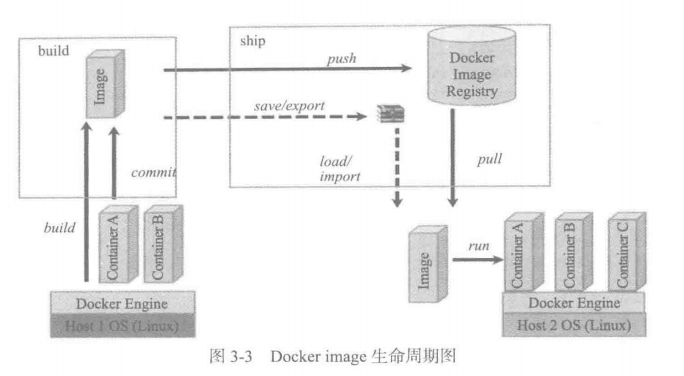 build
ship
Image
push
Docker
Image
Registry
save/export
load/
import
pull
commit
build
Container A
Container B
Image
run
Container A
Container B
Container C
Docker Engine
Host 1 OS (Linux)
Docker Engine
Host 2 OS (Linux)
图 3-3 Docker image 生命周期图